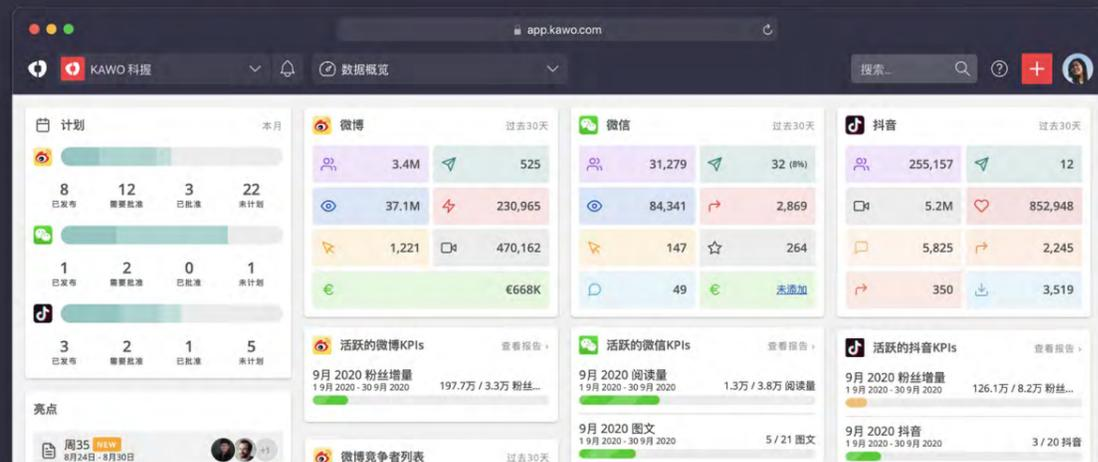 app.kawo.com
KAWO 科握
数据概览
搜索...
计划
本月
8 12 3 22
已发布 需要批准 已批准 未计划
1 2 0 1
已发布 需要批准 已批准 未计划
3 2 1 5
已发布 需要批准 已批准 未计划
亮点
周35 NEW
8月24日 - 8月30日
+1
微博
过去30天
3.4M 525
37.1M 230,965
1,221 470,162
€ €668K
活跃的微博KPIs
查看报告 ›
9月 2020 粉丝增量
1 9月 2020 - 30 9月 2020
197.7万 / 3.3万 粉丝...
微博竞争者列表
过去30天
微信
过去30天
31,279 32 (8%)
84,341 2,869
147 264
49 € 未添加
活跃的微信KPIs
查看报告 ›
9月 2020 阅读量
1 9月 2020 - 30 9月 2020
1.3万 / 3.8万 阅读量
9月 2020 图文
1 9月 2020 - 30 9月 2020
5 / 21 图文
抖音
过去30天
255,157 12
5.2M 852,948
5,825 2,245
350 3,519
活跃的抖音KPIs
查看报告 ›
9月 2020 粉丝增量
1 9月 2020 - 30 9月 2020
126.1万 / 8.2万 粉丝...
9月 2020 抖音
1 9月 2020 - 30 9月 2020
3 / 20 抖音